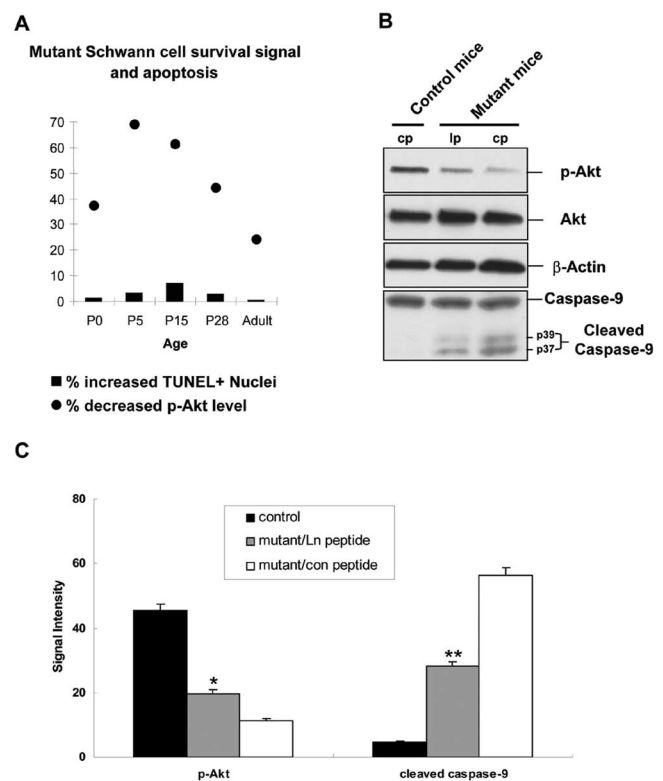 A
Mutant Schwann cell survival signal
and apoptosis
70
60
50
40
30
20
10
0
P0 P5 P15 P28 Adult
Age
■ % increased TUNEL+ Nuclei
● % decreased p-Akt level
B
Control mice
Mutant mice
cp lp cp
p-Akt
Akt
β-Actin
Caspase-9
p39
p37
Cleaved
Caspase-9
C
80
60
40
20
0
Signal Intensity
control
mutant/Ln peptide
mutant/con peptide
*
**
p-Akt cleaved caspase-9